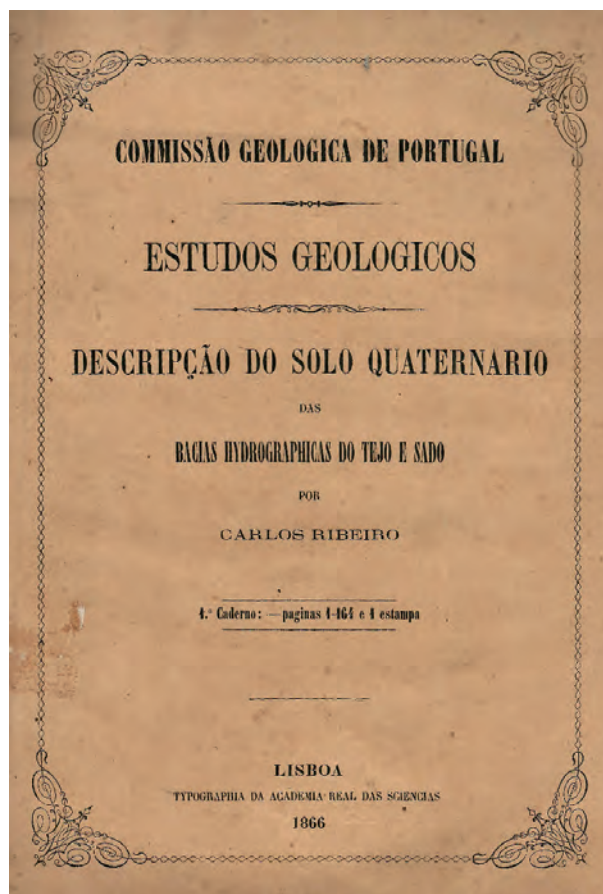 COMMISSÃO GEOLOGICA DE PORTUGAL
ESTUDOS GEOLOGICOS
DESCRIPÇÃO DO SOLO QUATERNARIO
DAS
BACIAS HYDROGRAPHICAS DO TEJO E SADO
POR
CARLOS RIBEIRO
1.º Caderno: — paginas 1-164 e 1 estampa
LISBOA
TYPOGRAPHIA DA ACADEMIA REAL DAS SCIENCIAS
1866